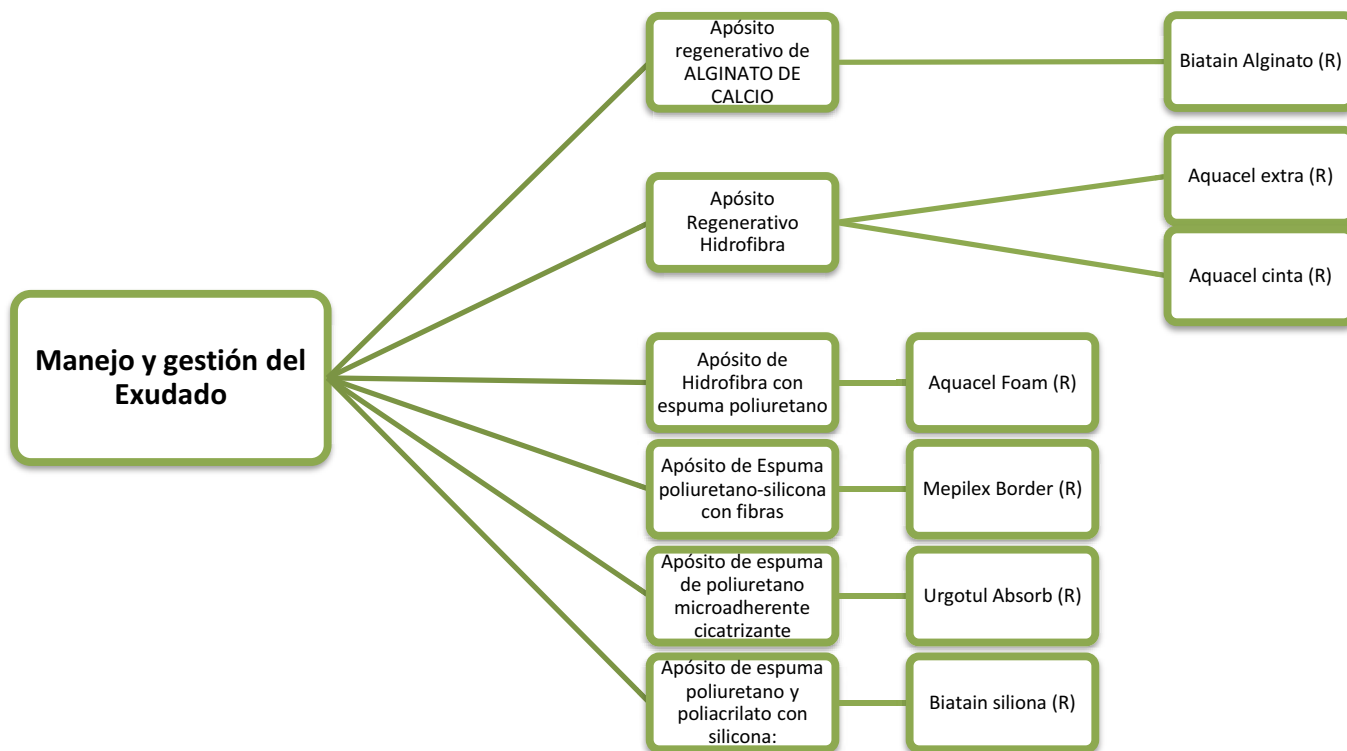 Manejo y gestión del
Exudado
Apósito
regenerativo de
ALGINATO DE
CALCIO
Biatain Alginato (R)
Apósito
Regenerativo
Hidrofibra
Aquacel extra (R)
Aquacel cinta (R)
Apósito de
Hidrofibra con
espuma poliuretano
Aquacel Foam (R)
Apósito de Espuma
poliuretano-silicona
con fibras
Mepilex Border (R)
Apósito de espuma
de poliuretano
microadherente
cicatrizante
Urgotul Absorb (R)
Apósito de espuma
poliuretano y
poliacrilato con
silicona:
Biatain siliona (R)